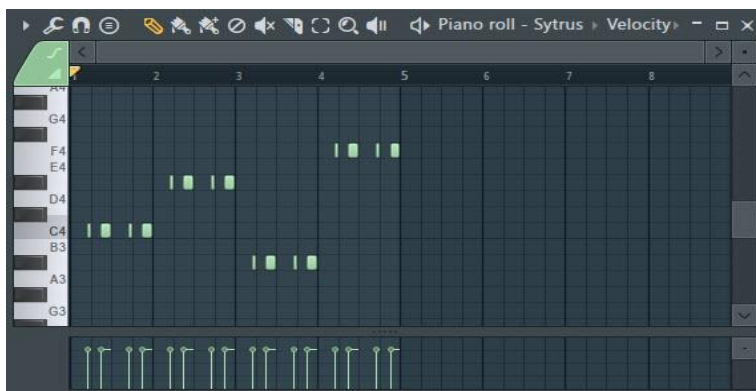 Piano roll - Sytrus ▸ Velocity ▸
1 2 3 4 5 6 7 8
A4
G4
F4
E4
D4
C4
B3
A3
G3